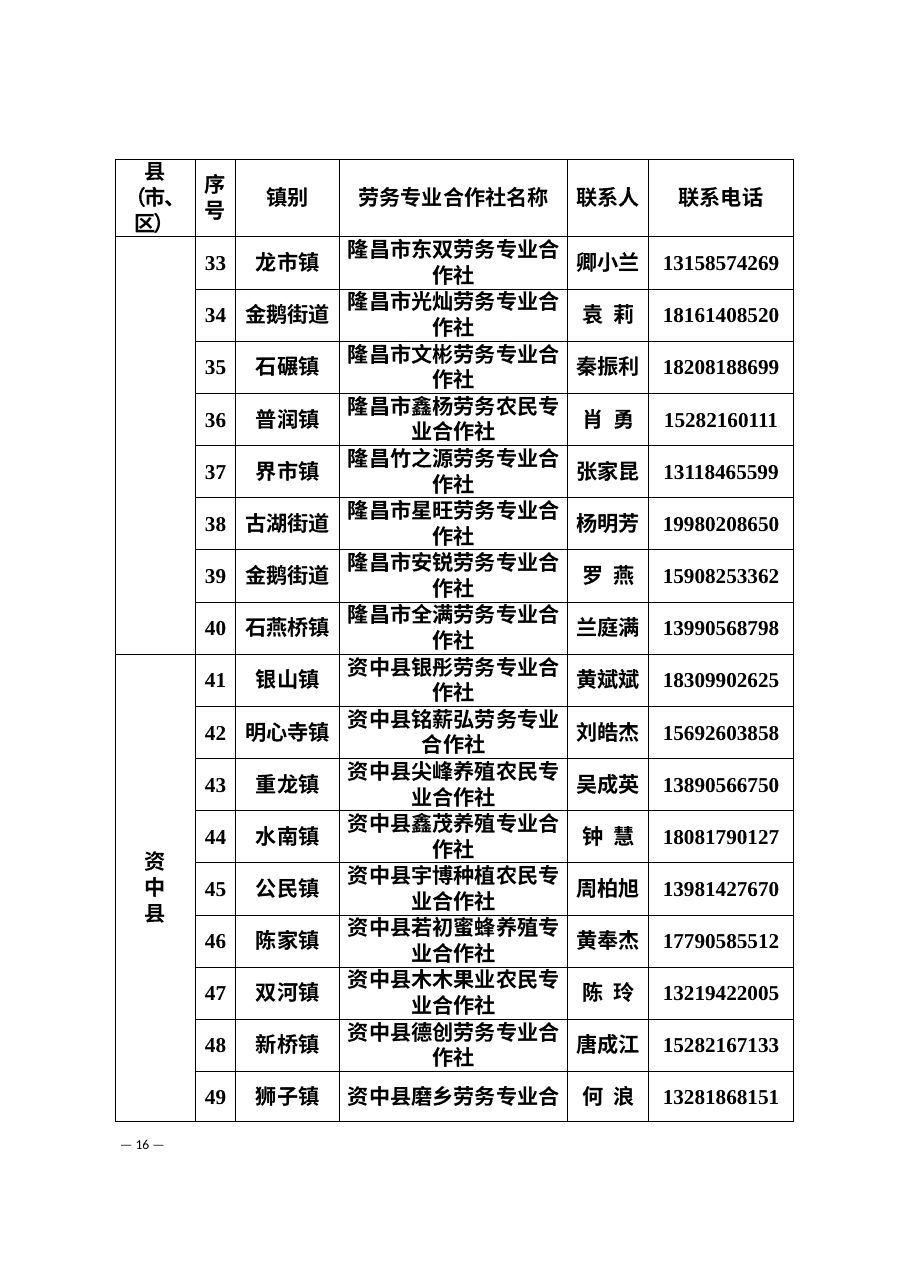 县
（市、
区）
序
号
镇别
劳务专业合作社名称
联系人
联系电话
33
龙市镇
隆昌市东双劳务专业合
作社
卿小兰
13158574269
34
金鹅街道
隆昌市光灿劳务专业合
作社
袁 莉
18161408520
35
石碾镇
隆昌市文彬劳务专业合
作社
秦振利
18208188699
36
普润镇
隆昌市鑫杨劳务农民专
业合作社
肖 勇
15282160111
37
界市镇
隆昌竹之源劳务专业合
作社
张家昆
13118465599
38
古湖街道
隆昌市星旺劳务专业合
作社
杨明芳
19980208650
39
金鹅街道
隆昌市安锐劳务专业合
作社
罗 燕
15908253362
40
石燕桥镇
隆昌市全满劳务专业合
作社
兰庭满
13990568798
资
中
县
41
银山镇
资中县银彤劳务专业合
作社
黄斌斌
18309902625
42
明心寺镇
资中县铭薪弘劳务专业
合作社
刘皓杰
15692603858
43
重龙镇
资中县尖峰养殖农民专
业合作社
吴成英
13890566750
44
水南镇
资中县鑫茂养殖专业合
作社
钟 慧
18081790127
45
公民镇
资中县宇博种植农民专
业合作社
周柏旭
13981427670
46
陈家镇
资中县若初蜜蜂养殖专
业合作社
黄奉杰
17790585512
47
双河镇
资中县木木果业农民专
业合作社
陈 玲
13219422005
48
新桥镇
资中县德创劳务专业合
作社
唐成江
15282167133
49
狮子镇
资中县磨乡劳务专业合
何 浪
13281868151
— 16 —